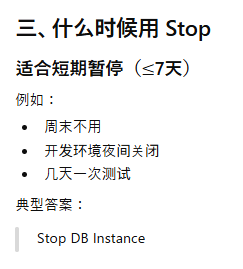 三、什么时候用 Stop
适合短期暂停（≤7天）
例如：
• 周末不用
• 开发环境夜间关闭
• 几天一次测试
典型答案：
Stop DB Instance